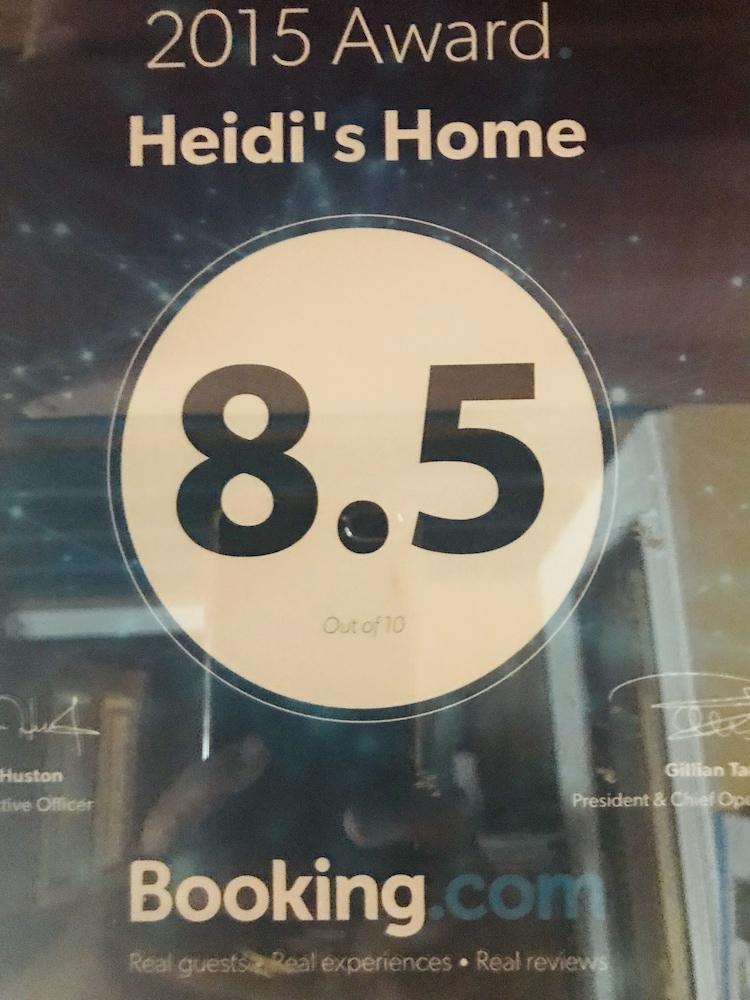 2015 Award.
Heidi's Home
8.5
Out of 10
Huston
tive Officer
Gillian Ta
President & Chief Ope
Booking.com
Real guests • Real experiences • Real reviews